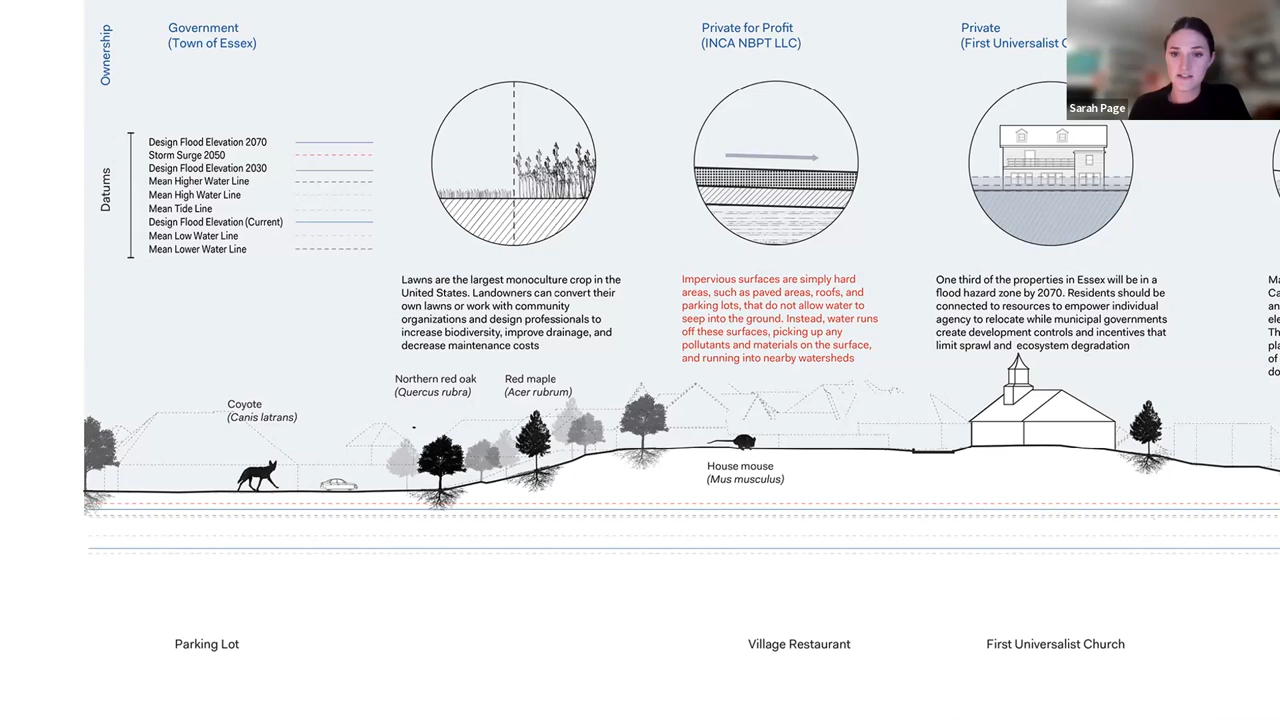 Ownership
Government
(Town of Essex)
Private for Profit
(INCA NBPT LLC)
Private
(First Universalist
Sarah Page
Datums
Design Flood Elevation 2070
Storm Surge 2050
Design Flood Elevation 2030
Mean Higher Water Line
Mean High Water Line
Mean Tide Line
Design Flood Elevation (Current)
Mean Low Water Line
Mean Lower Water Line
Lawns are the largest monoculture crop in the
United States. Landowners can convert their
own lawns or work with community
organizations and design professionals to
increase biodiversity, improve drainage, and
decrease maintenance costs
Impervious surfaces are simply hard
areas, such as paved areas, roofs, and
parking lots, that do not allow water to
seep into the ground. Instead, water runs
off these surfaces, picking up any
pollutants and materials on the surface,
and running into nearby watersheds
One third of the properties in Essex will be in a
flood hazard zone by 2070. Residents should be
connected to resources to empower individual
agency to relocate while municipal governments
create development controls and incentives that
limit sprawl and ecosystem degradation
Coyote
(Canis latrans)
Northern red oak
(Quercus rubra)
Red maple
(Acer rubrum)
House mouse
(Mus musculus)
Parking Lot
Village Restaurant
First Universalist Church